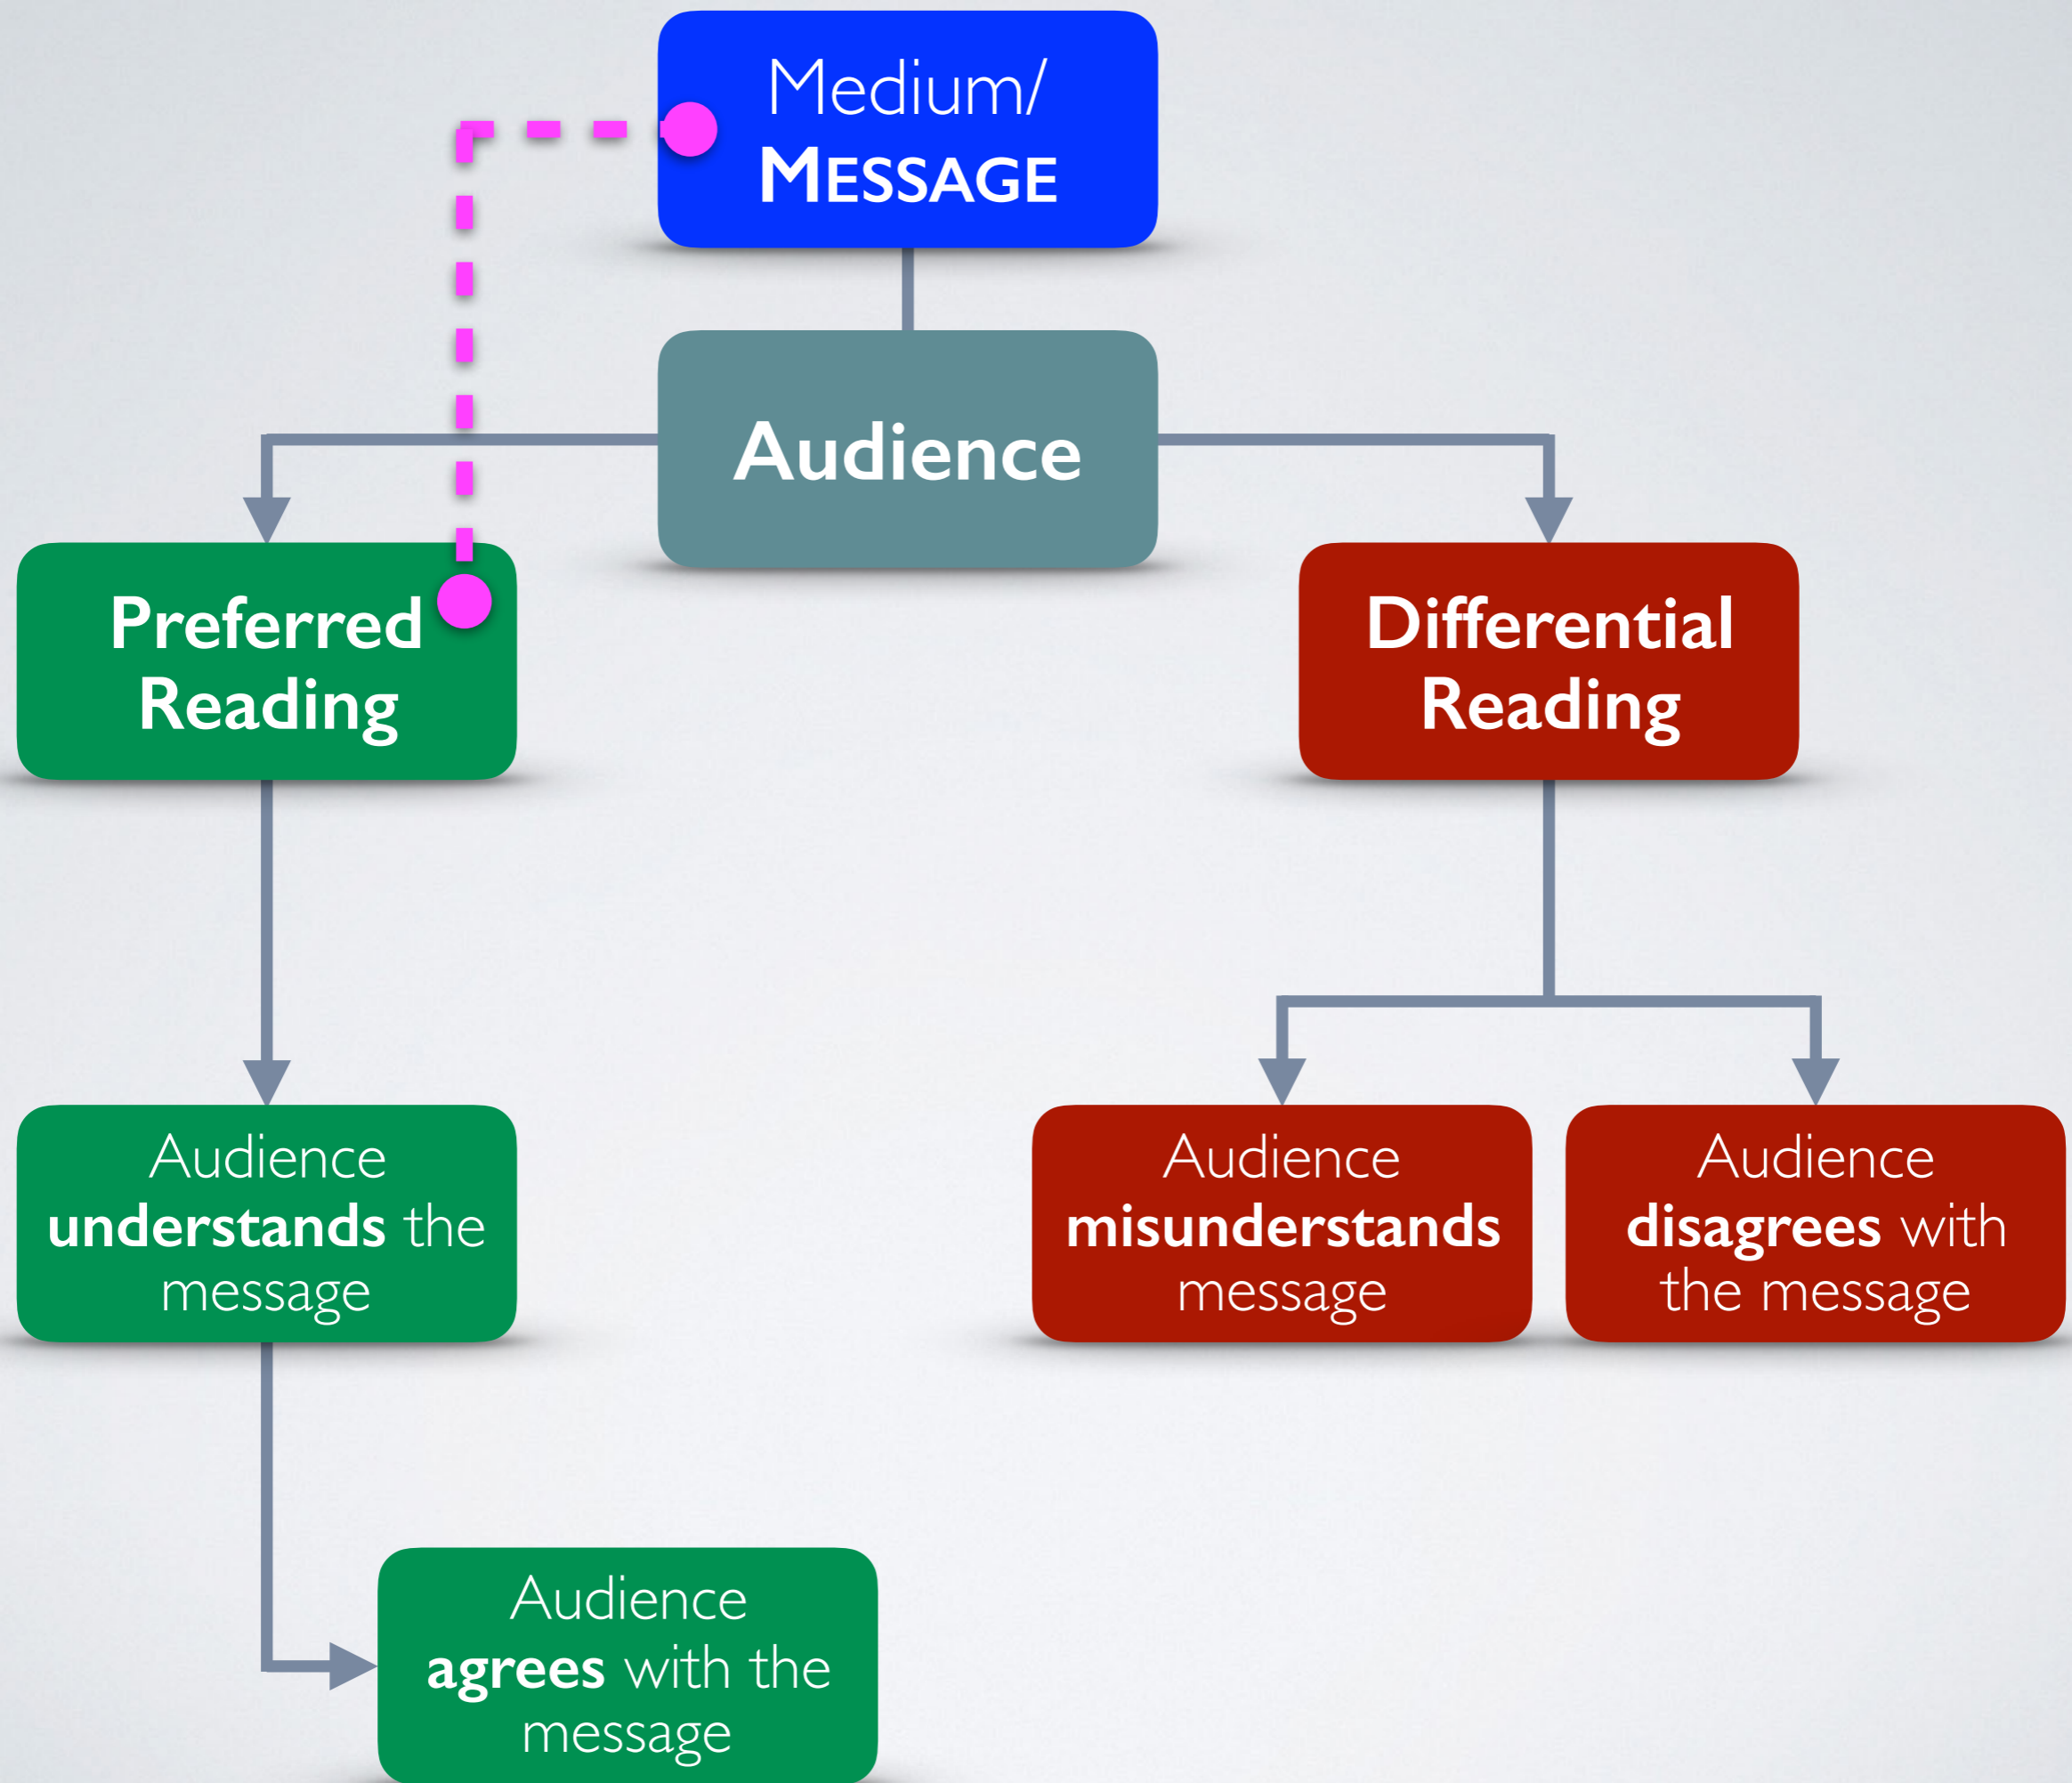 Medium/
MESSAGE
Audience
Preferred
Reading
Differential
Reading
Audience
understands the
message
Audience
misunderstands
message
Audience
disagrees with
the message
Audience
agrees with the
message